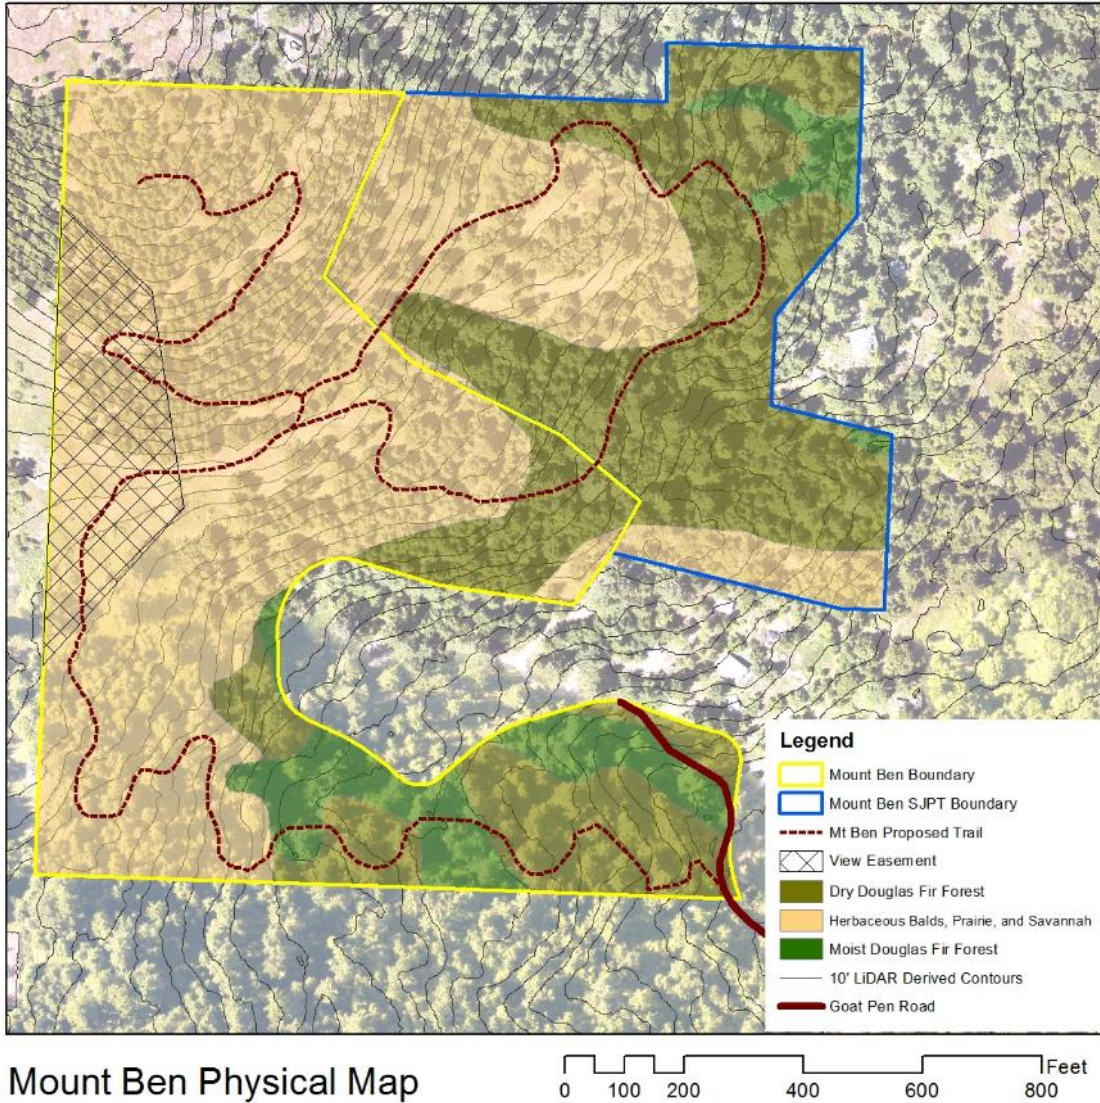 Legend
Mount Ben Boundary
Mount Ben SJPT Boundary
Mt Ben Proposed Trail
View Easement
Dry Douglas Fir Forest
Herbaceous Balds, Prairie, and Savannah
Moist Douglas Fir Forest
10' LiDAR Derived Contours
Goat Pen Road
Mount Ben Physical Map
Feet
0 100 200 400 600 800